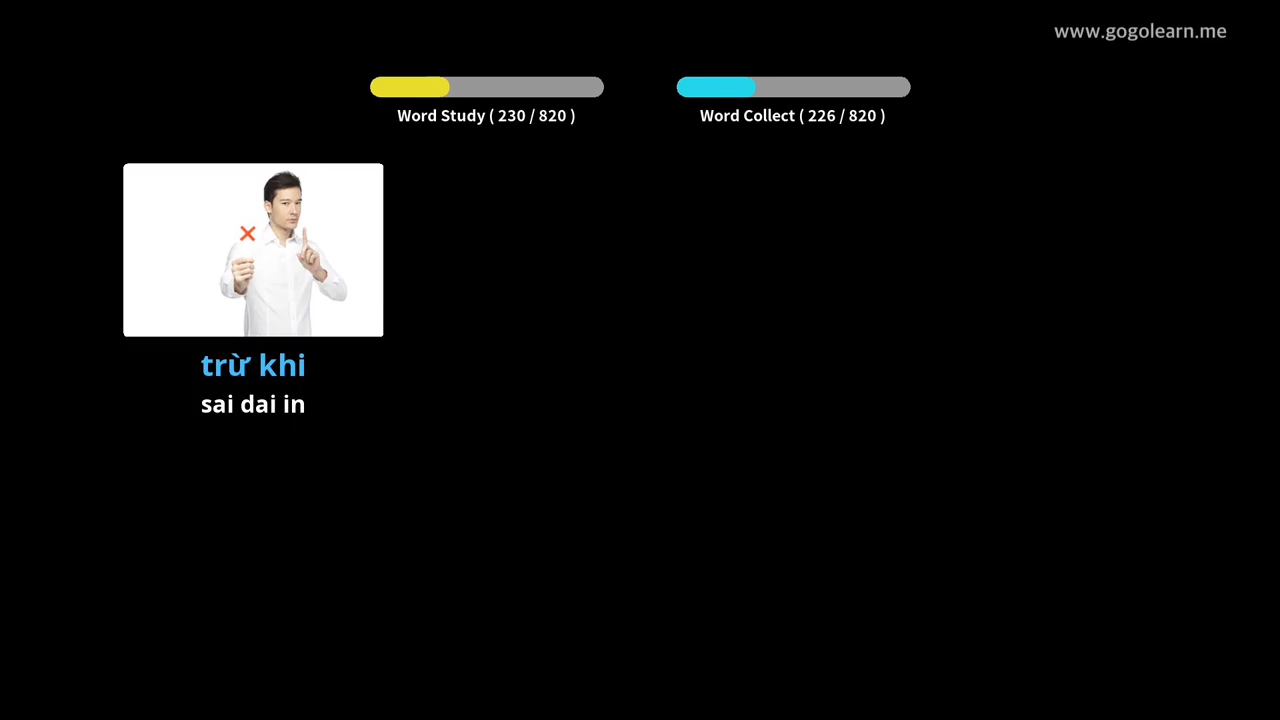 www.gogolearn.me
Word Study ( 230 / 820 )
Word Collect ( 226 / 820 )
trừ khi
sai dai in